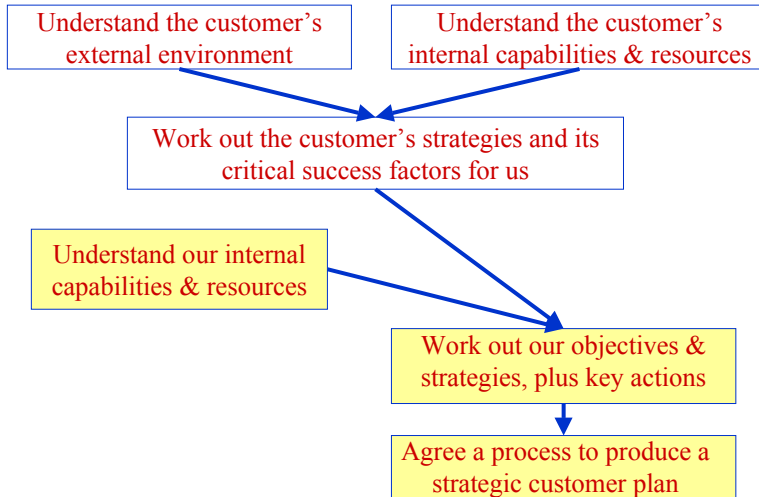 Understand the customer’s
external environment
Understand the customer’s
internal capabilities & resources
Work out the customer’s strategies and its
critical success factors for us
Understand our internal
capabilities & resources
Work out our objectives &
strategies, plus key actions
Agree a process to produce a
strategic customer plan